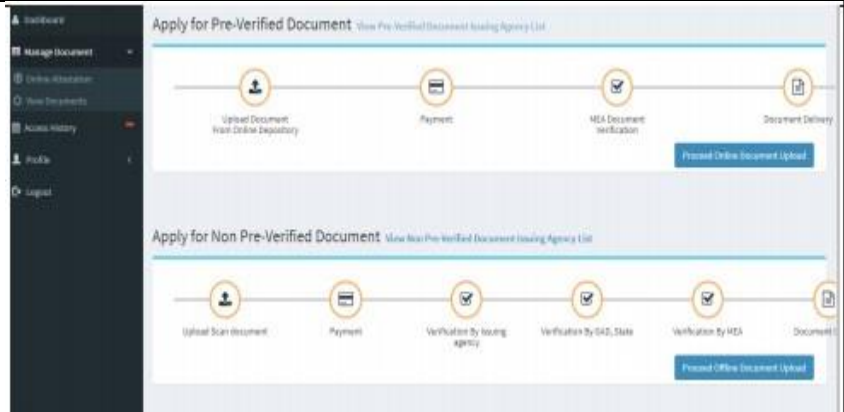 Dashboard
Manage Document
Online Attestation
View Documents
Access History
Profile
Logout
Apply for Pre-Verified Document View Pre-Verified Document Issuing Agency List
Upload Document
From Online Depository
Payment
MEA Document
Verification
Document Delivery
Proceed Online Document Upload
Apply for Non Pre-Verified Document View Non Pre-Verified Document Issuing Agency List
Upload Scan document
Payment
Verification By Issuing
agency
Verification By GAD, State
Verification By MEA
Document
Proceed Offline Document Upload